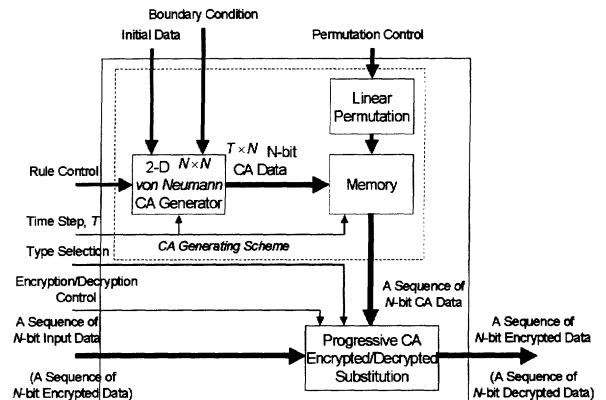 Boundary Condition
Initial Data
Permutation Control
Linear
Permutation
T × N N-bit
CA Data
2-D N×N
von Neumann
CA Generator
Memory
Rule Control
Time Step, T
CA Generating Scheme
Type Selection
Encryption/Decryption
Control
A Sequence of
N-bit CA Data
A Sequence of
N-bit Input Data
Progressive CA
Encrypted/Decrypted
Substitution
A Sequence of
N-bit Encrypted Data
(A Sequence of
N-bit Encrypted Data)
(A Sequence of
N-bit Decrypted Data)